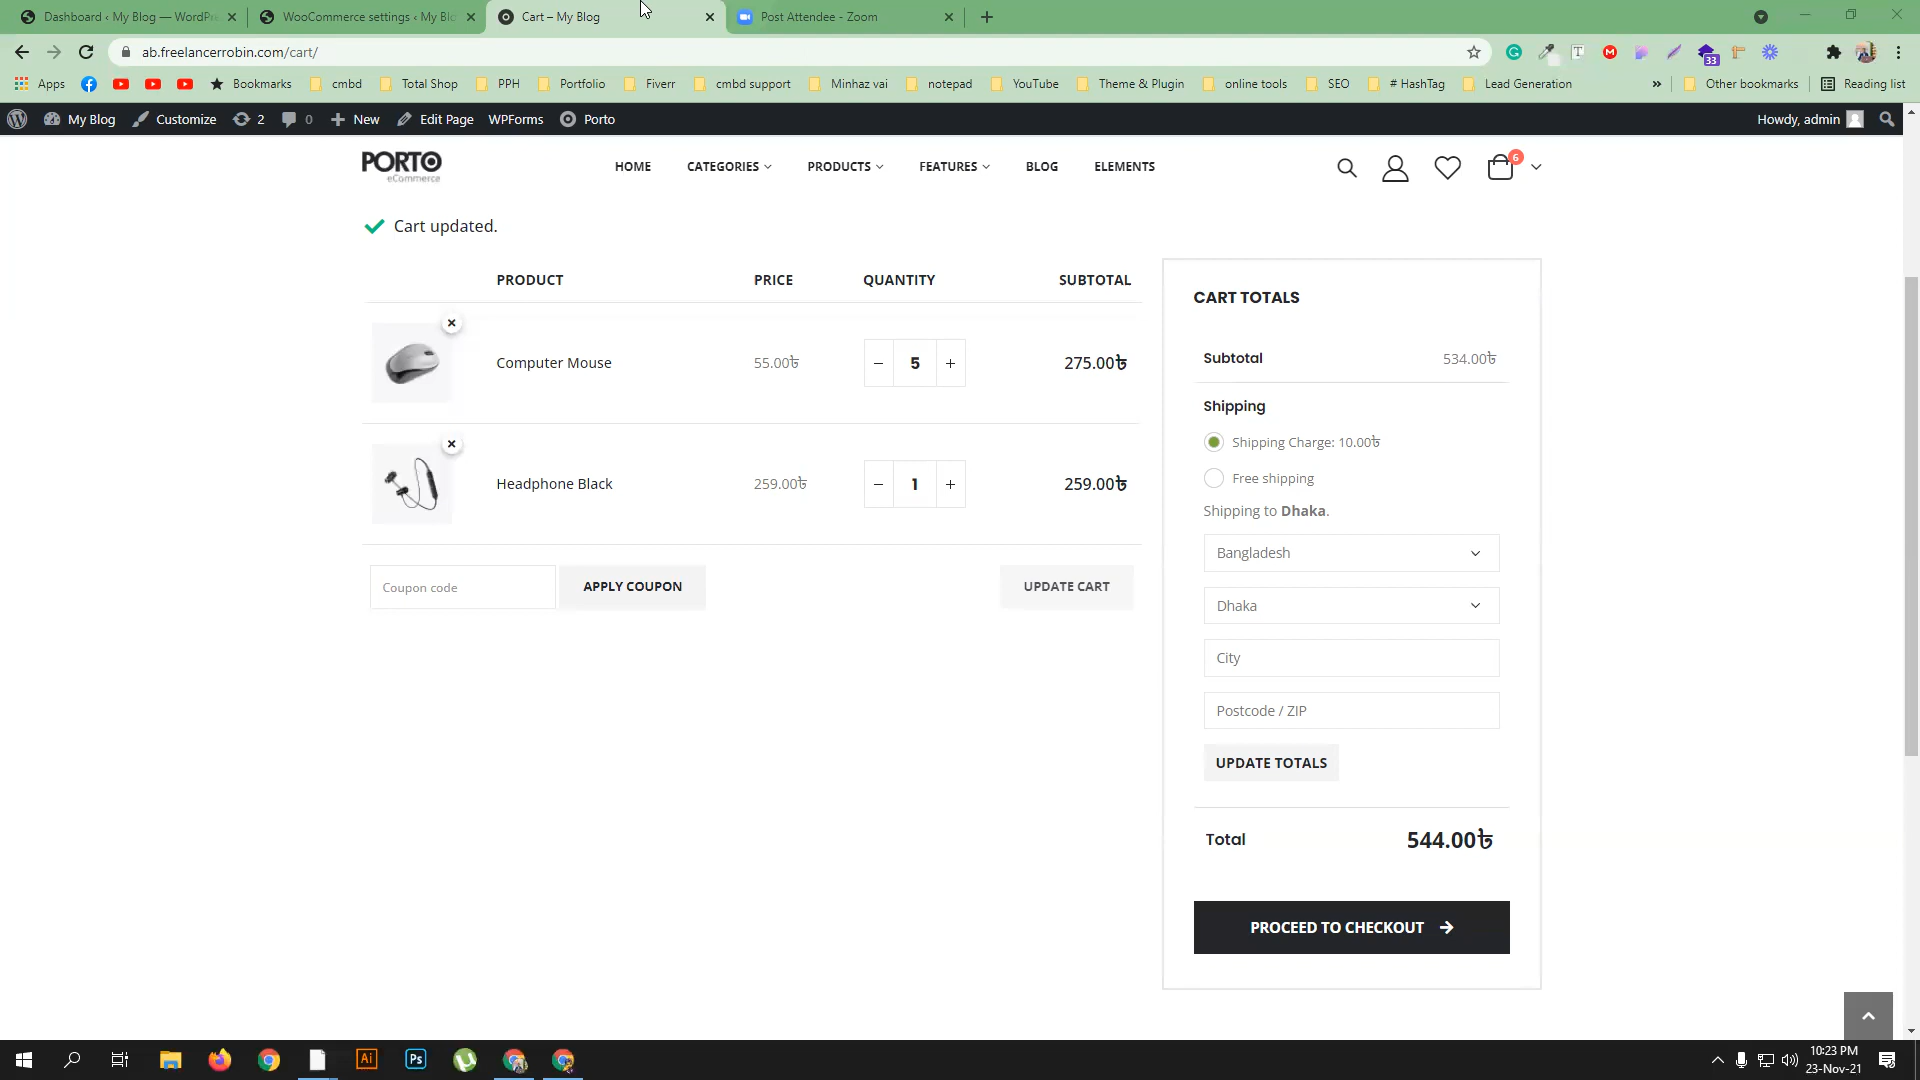 Dashboard ‹ My Blog — WordPre
WooCommerce settings ‹ My Blo
Cart – My Blog
Post Attendee - Zoom
ab.freelancerrobin.com/cart/
T
M
33
Apps
Bookmarks
cmbd
Total Shop
PPH
Portfolio
Fiverr
cmbd support
Minhaz vai
notepad
YouTube
Theme & Plugin
online tools
SEO
# HashTag
Lead Generation
»
Other bookmarks
Reading list
My Blog
Customize
2
0
New
Edit Page
WPForms
Porto
Howdy, admin
PORTO
eCommerce
HOME
CATEGORIES
PRODUCTS
FEATURES
BLOG
ELEMENTS
6
Cart updated.
PRODUCT PRICE QUANTITY SUBTOTAL
Computer Mouse 55.00৳ − 5 + 275.00৳
Headphone Black 259.00৳ − 1 + 259.00৳
Coupon code
APPLY COUPON
UPDATE CART
CART TOTALS
Subtotal 534.00৳
Shipping
Shipping Charge: 10.00৳
Free shipping
Shipping to Dhaka.
Bangladesh
Dhaka
City
Postcode / ZIP
UPDATE TOTALS
Total 544.00৳
PROCEED TO CHECKOUT
Ai
Ps
10:23 PM
23-Nov-21